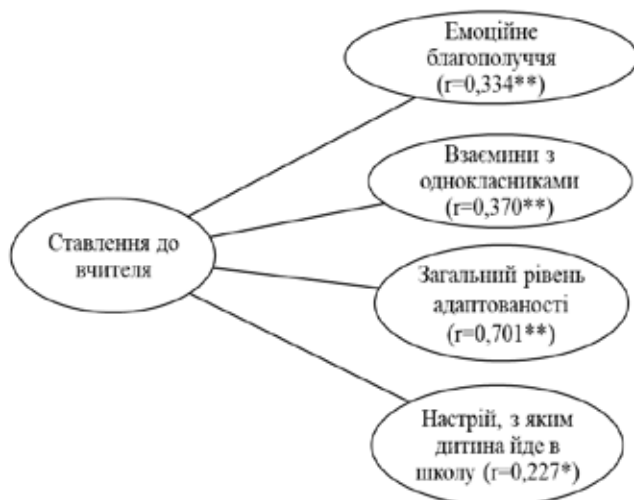 Емоційне
благополуччя
(r=0,334**)
Взаємини з
однокласниками
(r=0,370**)
Ставлення до
вчителя
Загальний рівень
адаптованості
(r=0,701**)
Настрій, з яким
дитина йде в
школу (r=0,227*)